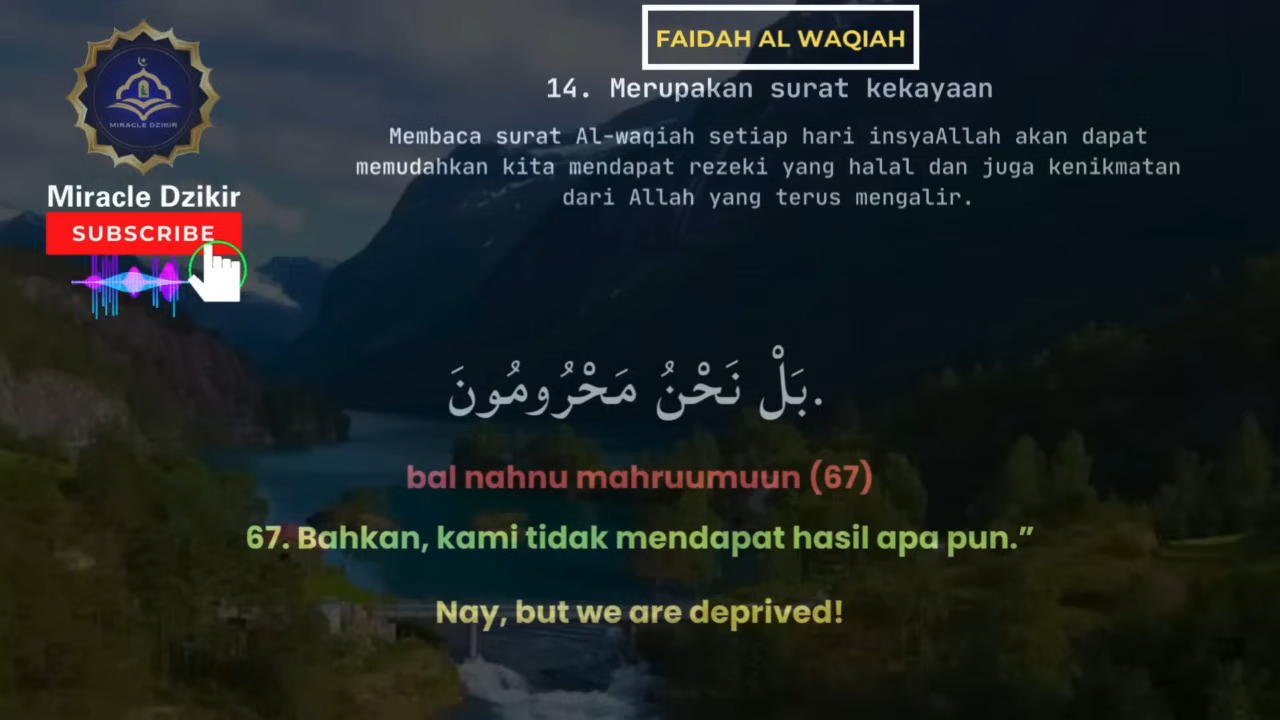 FAIDAH AL WAQIAH
14. Merupakan surat kekayaan
Membaca surat Al-waqiah setiap hari insyaAllah akan dapat
memudahkan kita mendapat rezeki yang halal dan juga kenikmatan
dari Allah yang terus mengalir.
MIRACLE DZIKIR
Miracle Dzikir
SUBSCRIBE
بَلْ نَحْنُ مَحْرُومُونَ.
bal nahnu mahruumuun (67)
67. Bahkan, kami tidak mendapat hasil apa pun.”
Nay, but we are deprived!